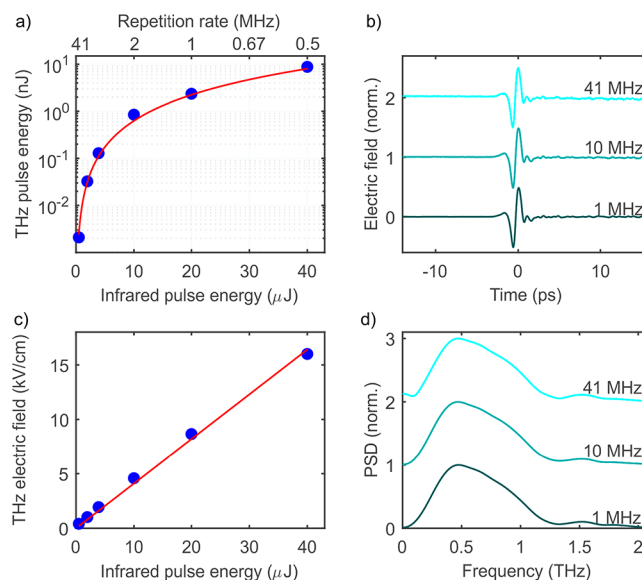 a)
Repetition rate (MHz)
41 2 1 0.67 0.5
10¹
10⁰
10⁻¹
10⁻²
THz pulse energy (nJ)
0 10 20 30 40
Infrared pulse energy (μJ)
b)
Electric field (norm.)
2
1
0
41 MHz
10 MHz
1 MHz
-10 0 10
Time (ps)
c)
THz electric field (kV/cm)
15
10
5
0
0 10 20 30 40
Infrared pulse energy (μJ)
d)
PSD (norm.)
3
2
1
0
41 MHz
10 MHz
1 MHz
0 0.5 1 1.5 2
Frequency (THz)